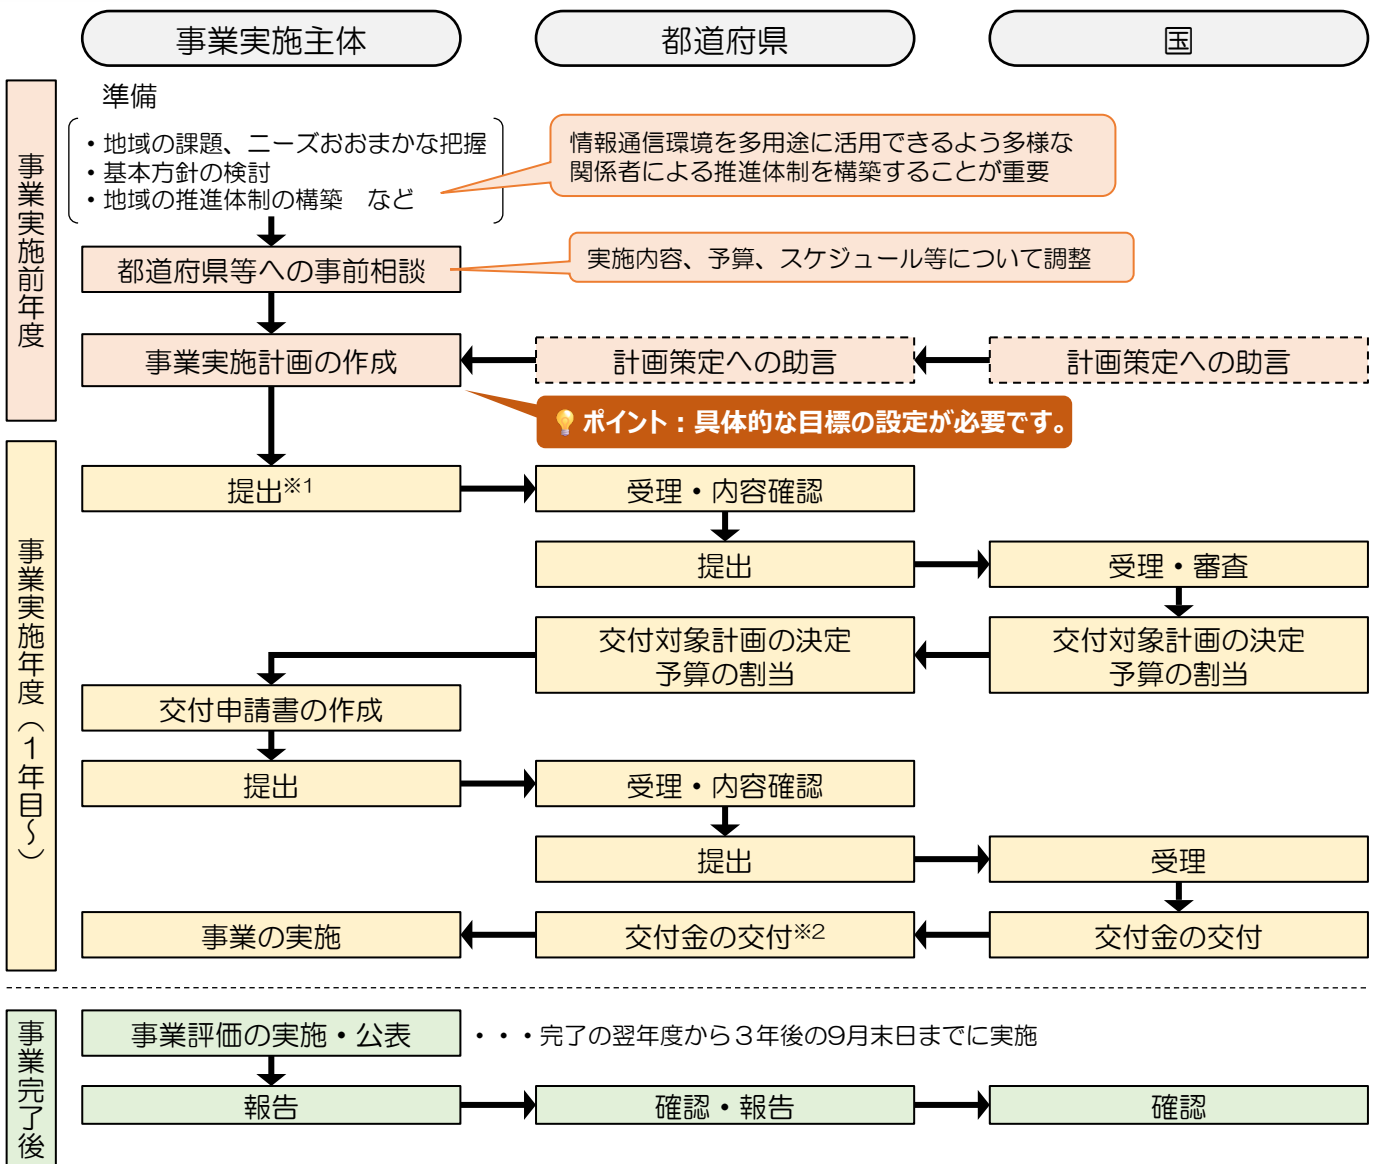 事業実施主体
都道府県
国
事業実施前年度
準備
・地域の課題、ニーズおおまかな把握
・基本方針の検討
・地域の推進体制の構築　など
情報通信環境を多用途に活用できるよう多様な
関係者による推進体制を構築することが重要
都道府県等への事前相談
実施内容、予算、スケジュール等について調整
事業実施計画の作成
計画策定への助言
計画策定への助言
ポイント：具体的な目標の設定が必要です。
事業実施年度（1年目～）
提出※1
受理・内容確認
提出
受理・審査
交付対象計画の決定
予算の割当
交付対象計画の決定
予算の割当
交付申請書の作成
提出
受理・内容確認
提出
受理
事業の実施
交付金の交付※2
交付金の交付
事業完了後
事業評価の実施・公表
・・・完了の翌年度から３年後の9月末日までに実施
報告
確認・報告
確認